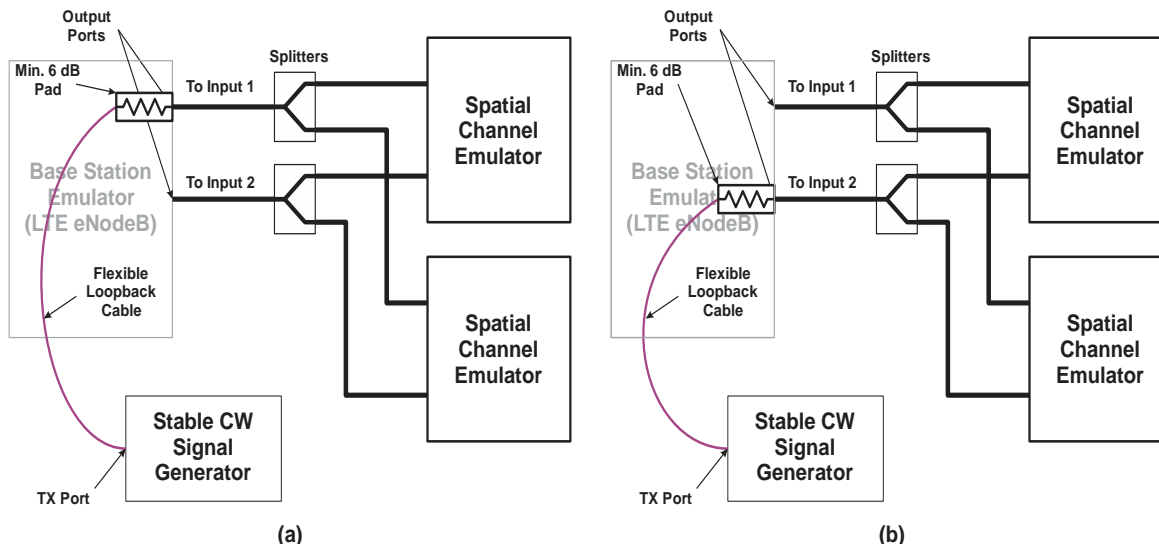 Output
Ports
Min. 6 dB
Pad
To Input 1
Splitters
Spatial
Channel
Emulator
Base Station
Emulator
(LTE eNodeB)
To Input 2
Flexible
Loopback
Cable
Spatial
Channel
Emulator
Stable CW
Signal
Generator
TX Port
(a)
Output
Ports
Min. 6 dB
Pad
To Input 1
Splitters
Spatial
Channel
Emulator
Base Station
Emulator
(LTE eNodeB)
To Input 2
Flexible
Loopback
Cable
Spatial
Channel
Emulator
Stable CW
Signal
Generator
TX Port
(b)